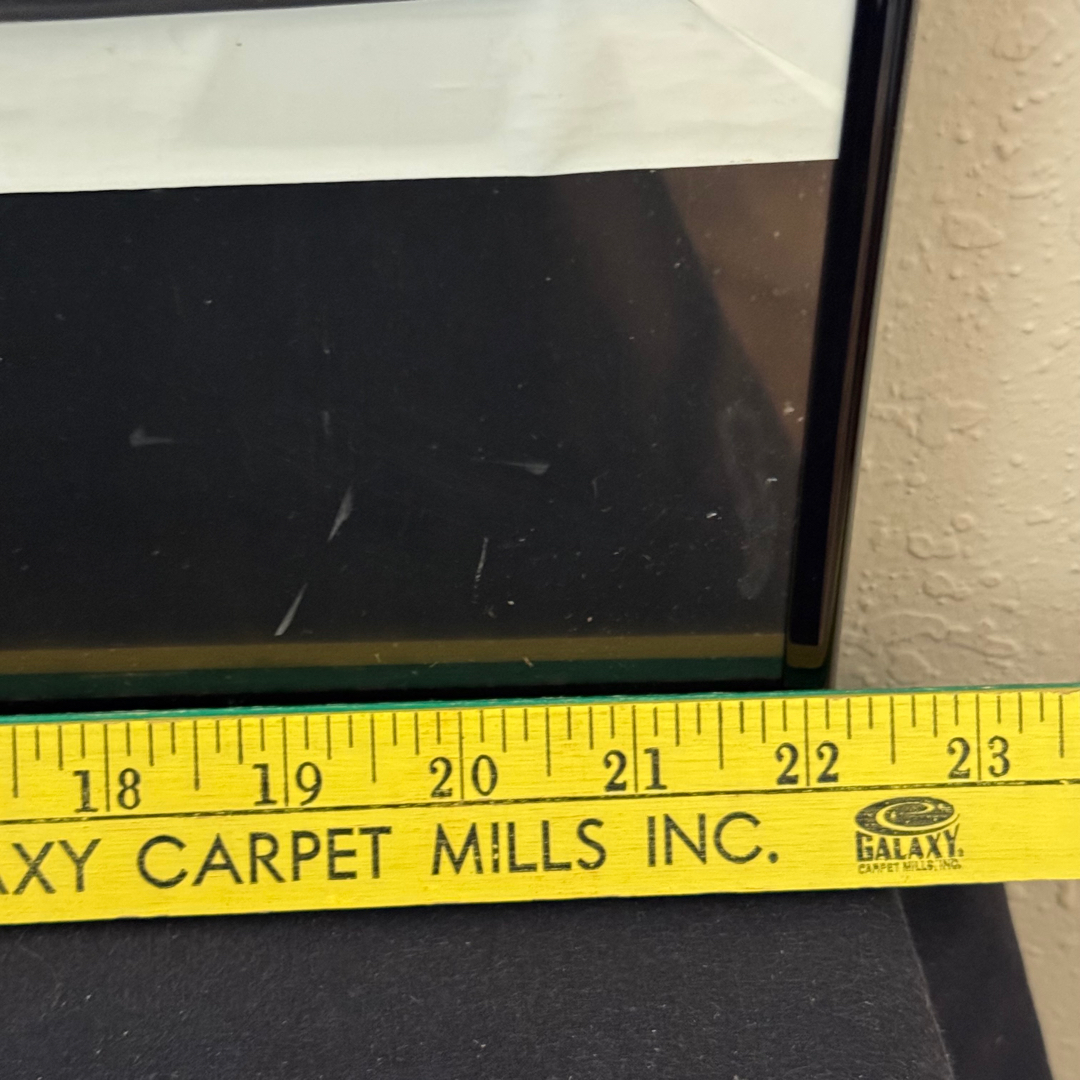 18 19 20 21 22 23
AXY CARPET MILLS INC.
GALAXY
CARPET MILLS, INC.